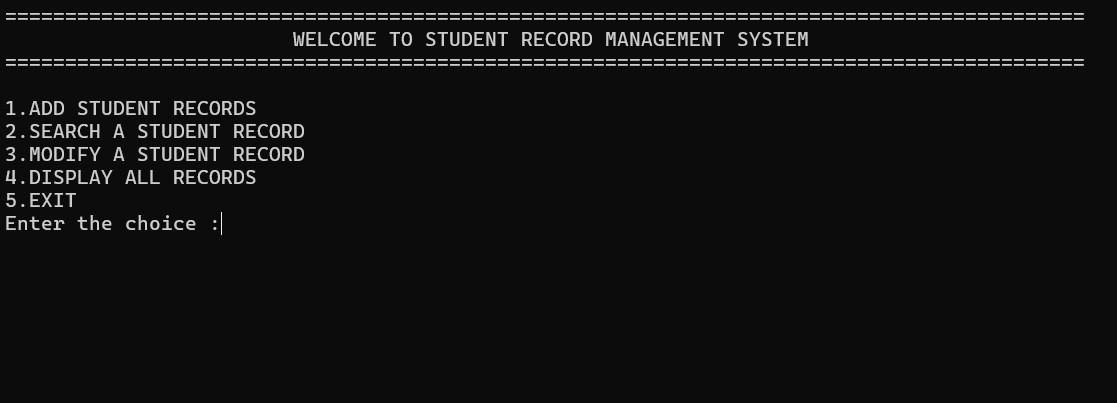 ==========================================================================================
WELCOME TO STUDENT RECORD MANAGEMENT SYSTEM
==========================================================================================
1.ADD STUDENT RECORDS
2.SEARCH A STUDENT RECORD
3.MODIFY A STUDENT RECORD
4.DISPLAY ALL RECORDS
5.EXIT
Enter the choice :